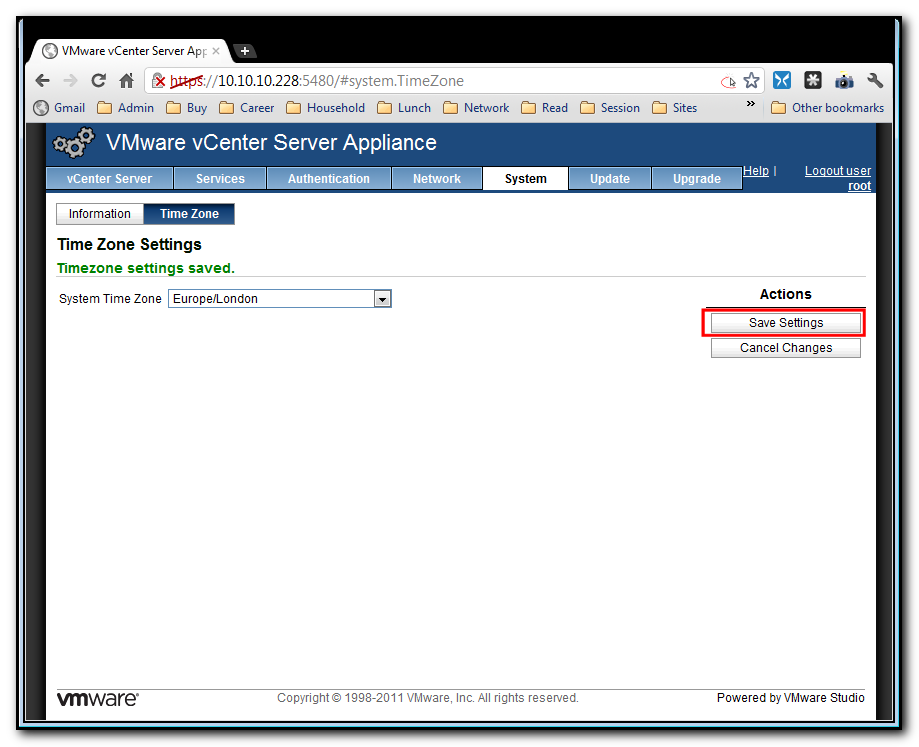 VMware vCenter Server App
https://10.10.10.228:5480/#system.TimeZone
Gmail Admin Buy Career Household Lunch Network Read Session Sites » Other bookmarks
VMware vCenter Server Appliance
vCenter Server Services Authentication Network System Update Upgrade Help | Logout user root
Information Time Zone
Time Zone Settings
Timezone settings saved.
System Time Zone Europe/London
Actions
Save Settings
Cancel Changes
vmware® Copyright © 1998-2011 VMware, Inc. All rights reserved. Powered by VMware Studio